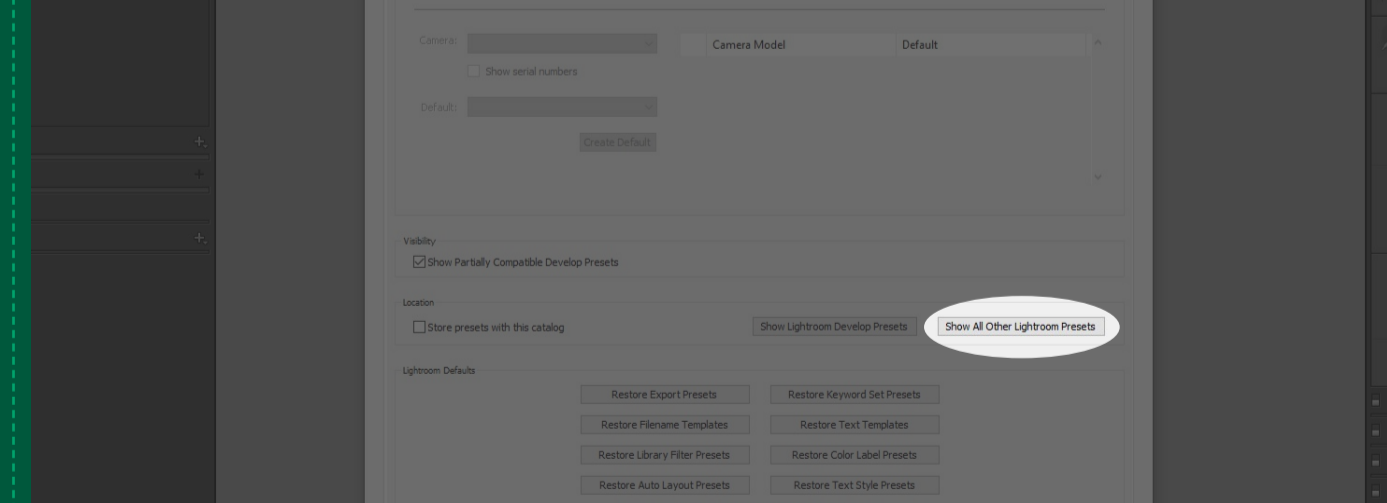 Camera:
Camera Model Default
Show serial numbers
Default:
Create Default
Visibility
Show Partially Compatible Develop Presets
Location
Store presets with this catalog
Show Lightroom Develop Presets
Show All Other Lightroom Presets
Lightroom Defaults
Restore Export Presets
Restore Keyword Set Presets
Restore Filename Templates
Restore Text Templates
Restore Library Filter Presets
Restore Color Label Presets
Restore Auto Layout Presets
Restore Text Style Presets